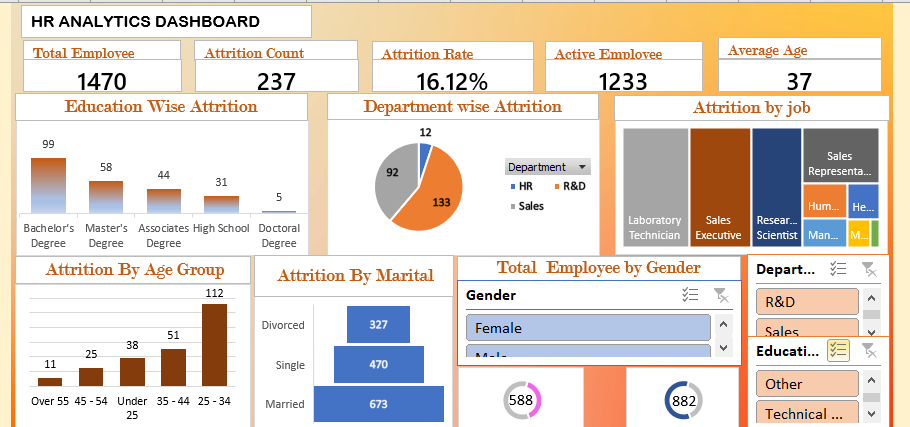 HR ANALYTICS DASHBOARD
Total Employee
1470
Attrition Count
237
Attrition Rate
16.12%
Active Employee
1233
Average Age
37
Education Wise Attrition
99
58
44
31
5
Bachelor's Degree
Master's Degree
Associates Degree
High School
Doctoral Degree
Department wise Attrition
12
92
133
Department
HR
R&D
Sales
Attrition by job
Laboratory
Technician
Sales
Executive
Resear...
Scientist
Sales
Representa...
Hum...
He...
Man...
M...
Attrition By Age Group
11
25
38
51
112
Over 55
45 - 54
Under 25
35 - 44
25 - 34
Attrition By Marital
Divorced
327
Single
470
Married
673
Total Employee by Gender
Gender
Female
Male
588
882
Depart...
R&D
Sales
Educati...
Other
Technical ...